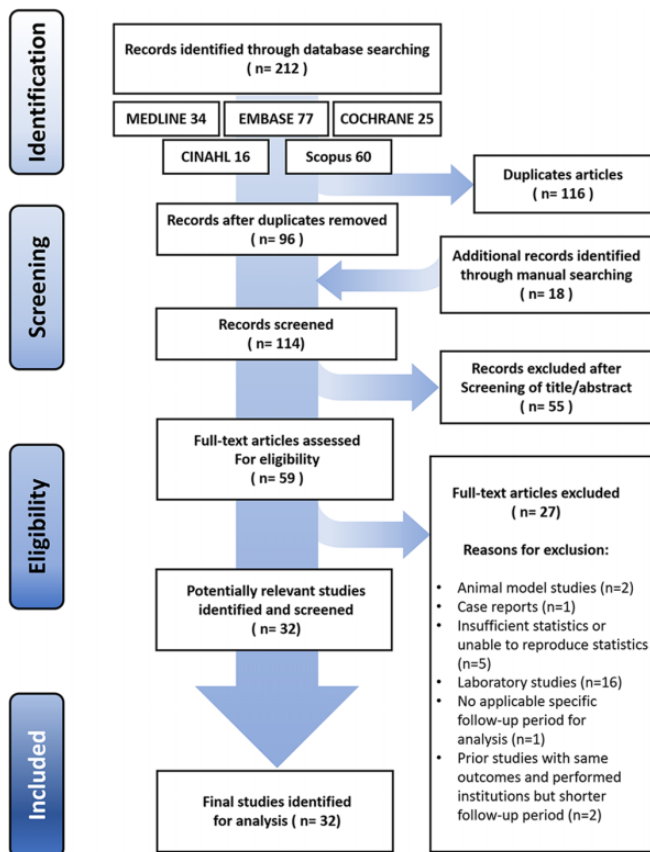 Identification
Records identified through database searching
( n= 212)
MEDLINE 34
EMBASE 77
COCHRANE 25
CINAHL 16
Scopus 60
Duplicates articles
( n= 116)
Screening
Records after duplicates removed
( n= 96)
Additional records identified
through manual searching
( n= 18 )
Records screened
( n= 114)
Records excluded after
Screening of title/abstract
( n= 55 )
Eligibility
Full-text articles assessed
For eligibility
( n= 59 )
Full-text articles excluded
( n= 27)
Reasons for exclusion:
• Animal model studies (n=2)
• Case reports (n=1)
• Insufficient statistics or
unable to reproduce statistics
(n=5)
• Laboratory studies (n=16)
• No applicable specific
follow-up period for
analysis (n=1)
• Prior studies with same
outcomes and performed
institutions but shorter
follow-up period (n=2)
Potentially relevant studies
identified and screened
( n= 32)
Included
Final studies identified
for analysis ( n= 32)